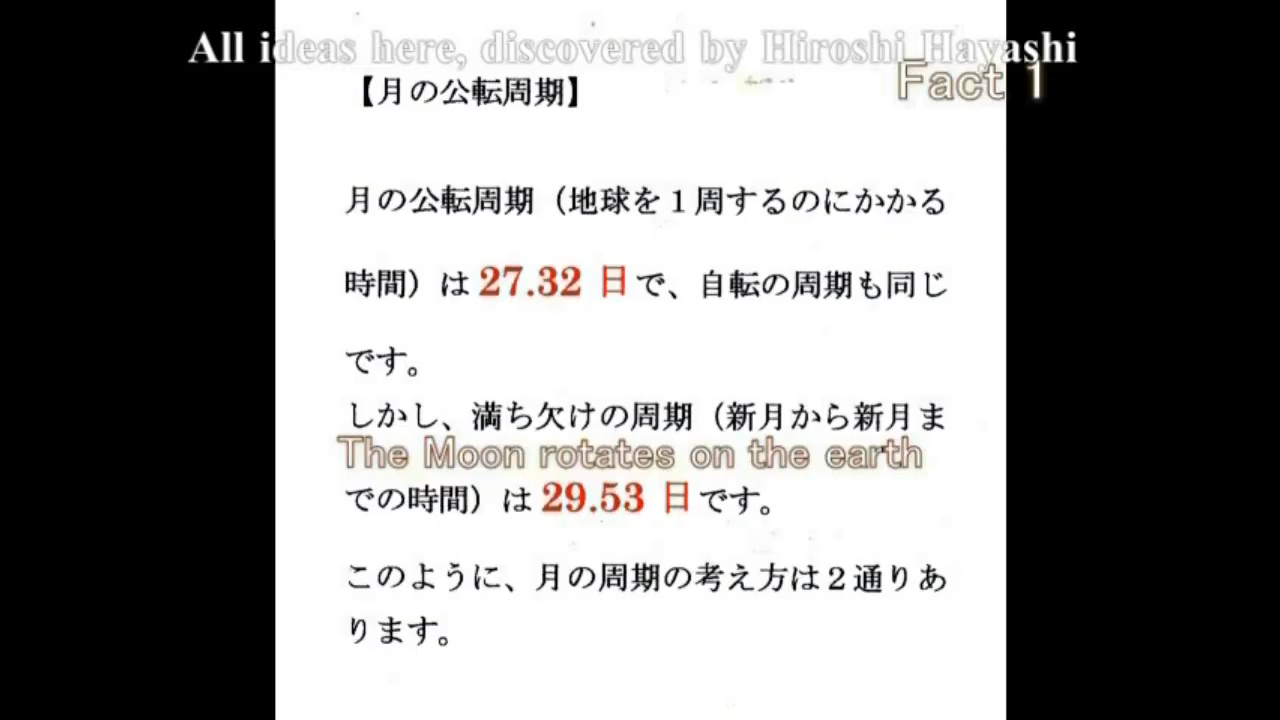 All ideas here, discovered by Hiroshi Hayashi
Fact 1
【月の公転周期】
月の公転周期（地球を１周するのにかかる
時間）は 27.32 日で、自転の周期も同じ
です。
しかし、満ち欠けの周期（新月から新月ま
The Moon rotates on the earth
での時間）は 29.53 日です。
このように、月の周期の考え方は２通りあ
ります。